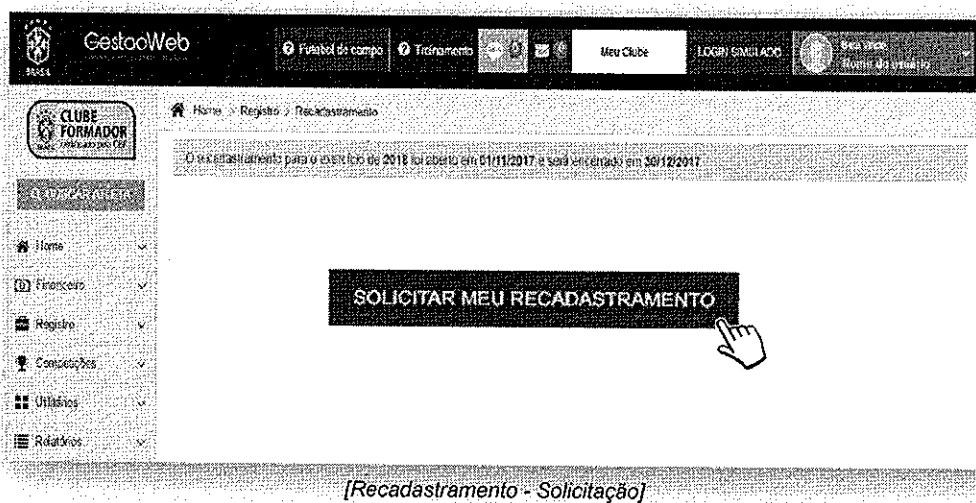 BRASIL
GestaoWeb
Futebol de campo
Treinamento
Meu Clube
LOGIN SIMULADO
Nome do usuário
CLUBE
FORMADOR
Home > Registro > Recadastramento
O recadastramento para o exercício de 2018 foi aberto em 01/11/2017 e será encerrado em 30/12/2017
Home
Financeiro
SOLICITAR MEU RECADASTRAMENTO
Registro
Competições
Utilitários
Relatórios
[Recadastramento - Solicitação]